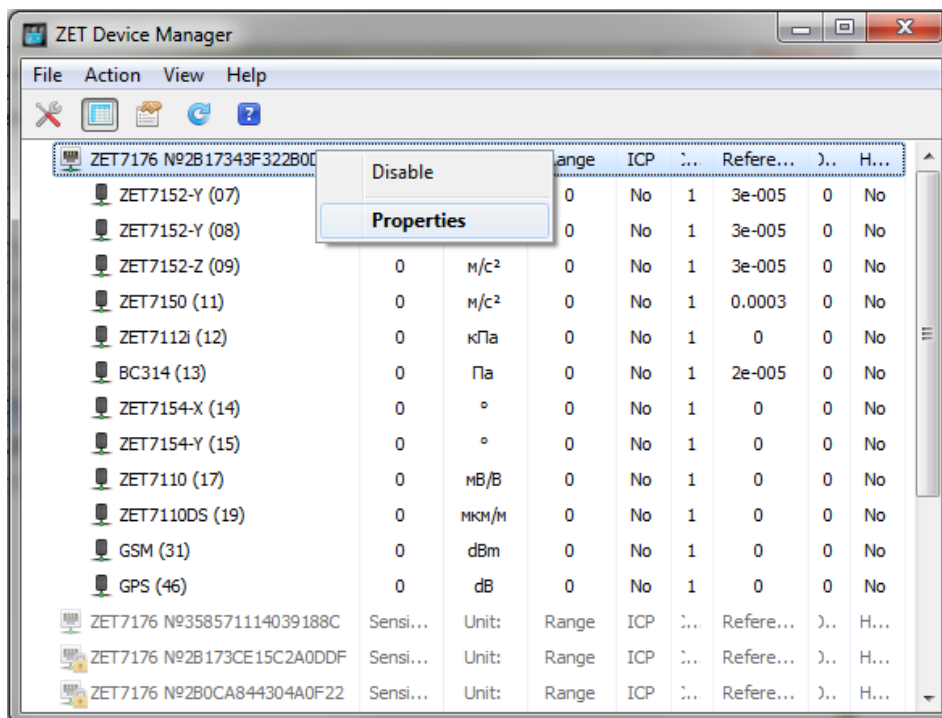 ZET Device Manager
File Action View Help
ZET7176 №2B17343F322B0D ange ICP Refere... H...
Disable
Properties
ZET7152-Y (07) 0 No 1 3e-005 0 No
ZET7152-Y (08) 0 No 1 3e-005 0 No
ZET7152-Z (09) 0 м/с² 0 No 1 3e-005 0 No
ZET7150 (11) 0 м/с² 0 No 1 0.0003 0 No
ZET7112i (12) 0 кПа 0 No 1 0 0 No
BC314 (13) 0 Па 0 No 1 2e-005 0 No
ZET7154-X (14) 0 ° 0 No 1 0 0 No
ZET7154-Y (15) 0 ° 0 No 1 0 0 No
ZET7110 (17) 0 мВ/В 0 No 1 0 0 No
ZET7110DS (19) 0 мкм/м 0 No 1 0 0 No
GSM (31) 0 dBm 0 No 1 0 0 No
GPS (46) 0 dB 0 No 1 0 0 No
ZET7176 №358571114039188C Sensi... Unit: Range ICP Refere... H...
ZET7176 №2B173CE15C2A0DDF Sensi... Unit: Range ICP Refere... H...
ZET7176 №2B0CA844304A0F22 Sensi... Unit: Range ICP Refere... H...